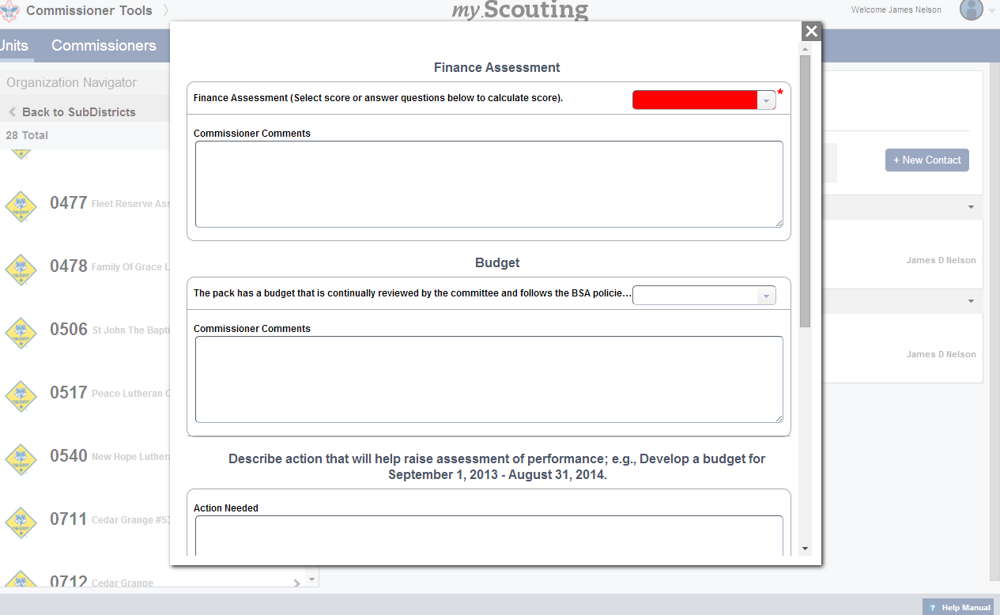 Commissioner Tools
my.Scouting
Welcome James Nelson
Units
Commissioners
Organization Navigator
Back to SubDistricts
28 Total
0477 Fleet Reserve Ass
0478 Family Of Grace L
0506 St John The Bapti
0517 Peace Lutheran C
0540 New Hope Luthera
0711 Cedar Grange #53
0712 Cedar Grange
Finance Assessment
Finance Assessment (Select score or answer questions below to calculate score).
*
Commissioner Comments
Budget
The pack has a budget that is continually reviewed by the committee and follows the BSA policie...
Commissioner Comments
Describe action that will help raise assessment of performance; e.g., Develop a budget for
September 1, 2013 - August 31, 2014.
Action Needed
+ New Contact
James D Nelson
James D Nelson
? Help Manual